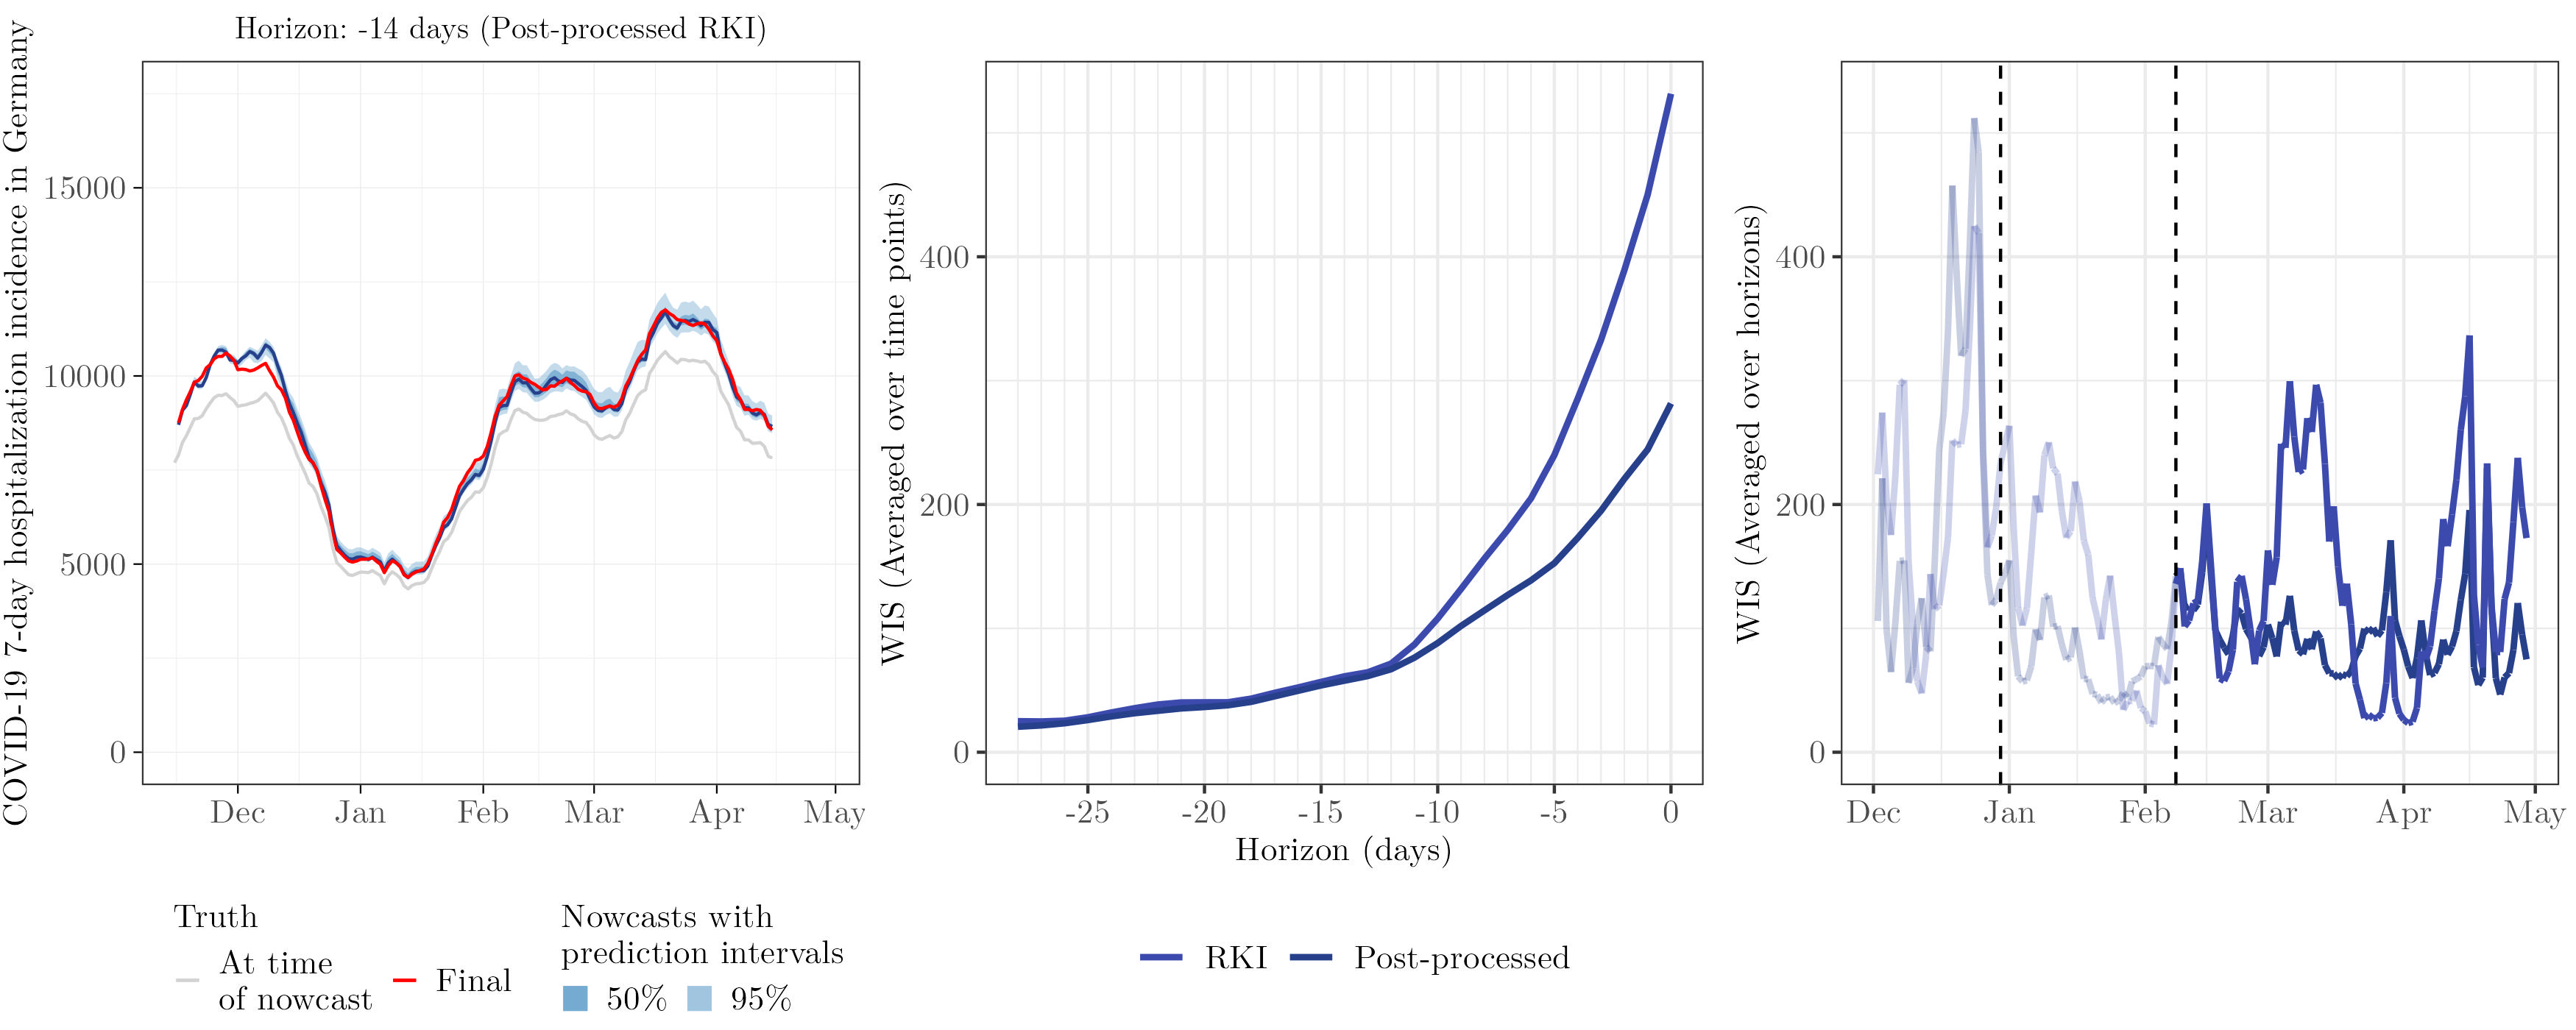 Horizon: -14 days (Post-processed RKI)
COVID-19 7-day hospitalization incidence in Germany
15000
10000
5000
0
Dec Jan Feb Mar Apr May
WIS (Averaged over time points)
400
200
0
-25 -20 -15 -10 -5 0
Horizon (days)
WIS (Averaged over horizons)
400
200
0
Dec Jan Feb Mar Apr May
Truth
At time
of nowcast
Final
Nowcasts with
prediction intervals
50% 95%
RKI Post-processed